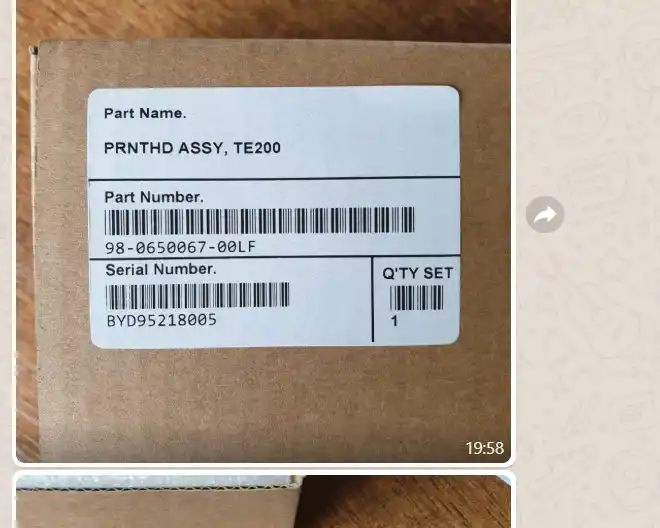 Part Name.
PRNTHD ASSY, TE200
Part Number.
98-0650067-00LF
Serial Number.
BYD95218005
Q'TY SET
1
19:58